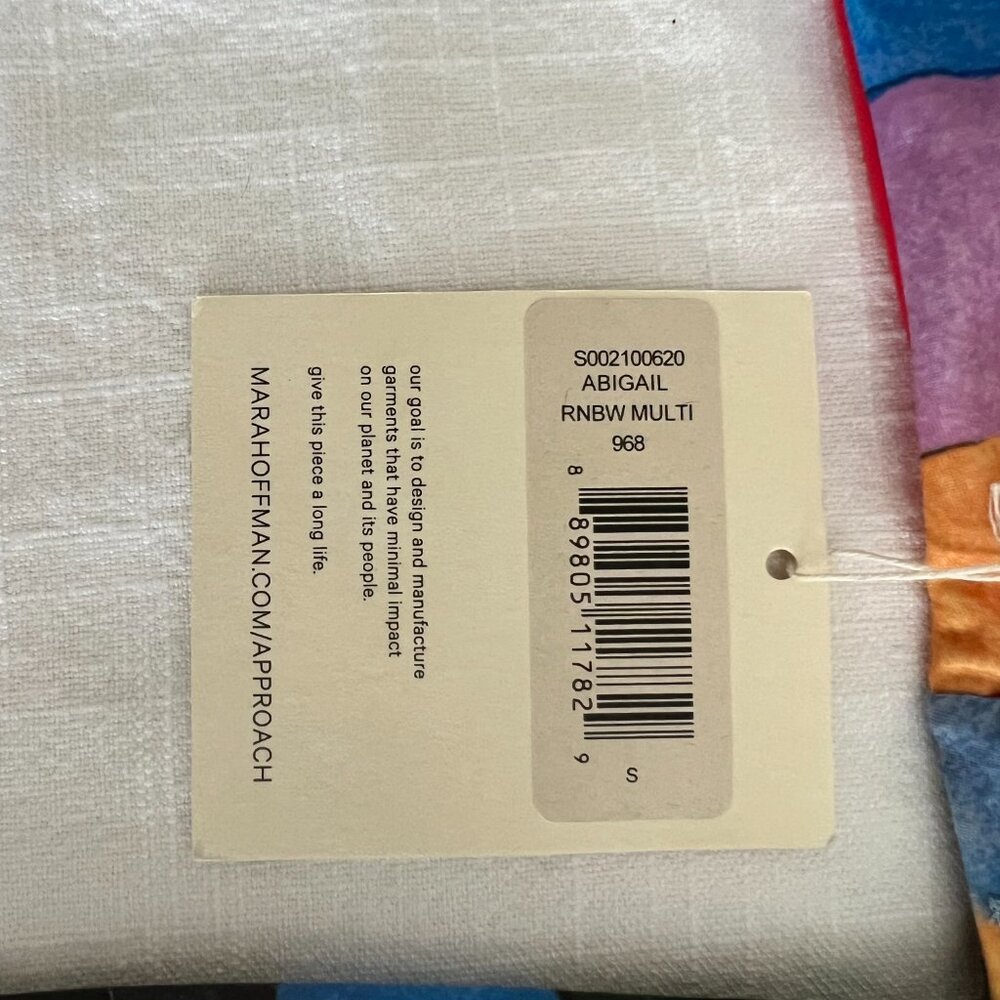 S002100620
ABIGAIL
RNBW MULTI
968
8 89805 11782 9
S
our goal is to design and manufacture
garments that have minimal impact
on our planet and its people.
give this piece a long life.
MARAHOFFMAN.COM/APPROACH